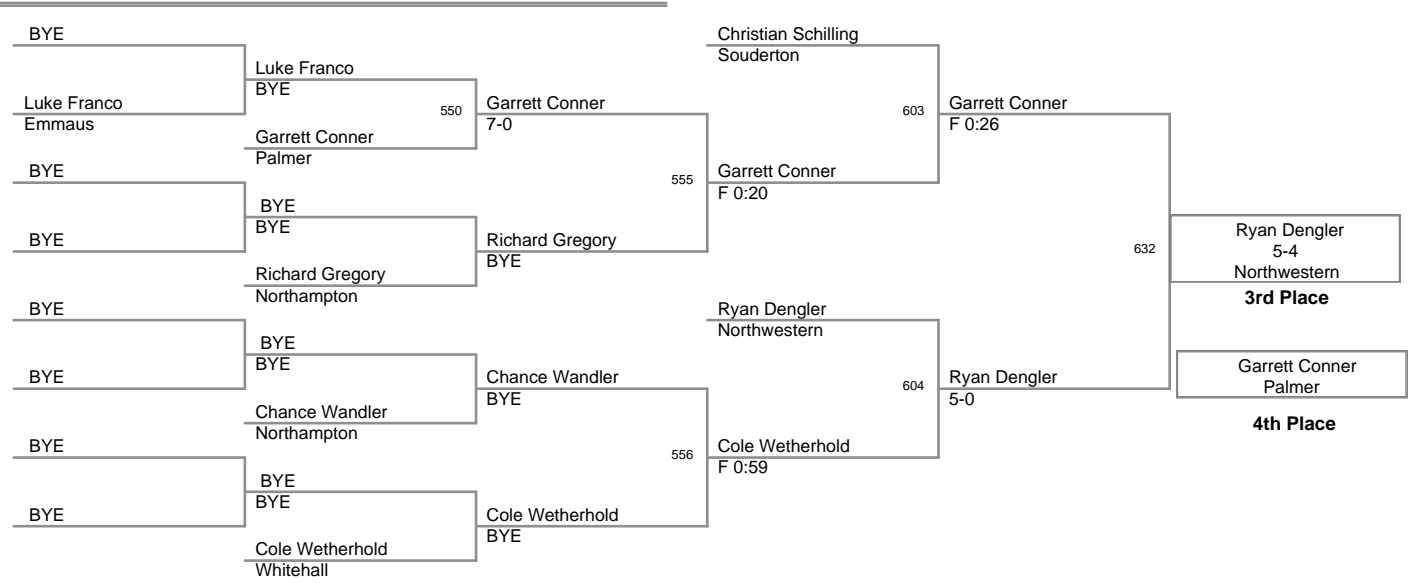 BYE
Luke Franco
Emmaus
BYE
BYE
BYE
BYE
BYE
BYE
Luke Franco
BYE
Garrett Conner
Palmer
BYE
BYE
Richard Gregory
Northampton
BYE
BYE
Chance Wandler
Northampton
BYE
BYE
Cole Wetherhold
Whitehall
550
Garrett Conner
7-0
Richard Gregory
BYE
Chance Wandler
BYE
Cole Wetherhold
BYE
555
556
Christian Schilling
Souderton
Garrett Conner
F 0:20
Ryan Dengler
Northwestern
Cole Wetherhold
F 0:59
603
604
Garrett Conner
F 0:26
Ryan Dengler
5-0
632
Ryan Dengler
5-4
Northwestern
3rd Place
Garrett Conner
Palmer
4th Place